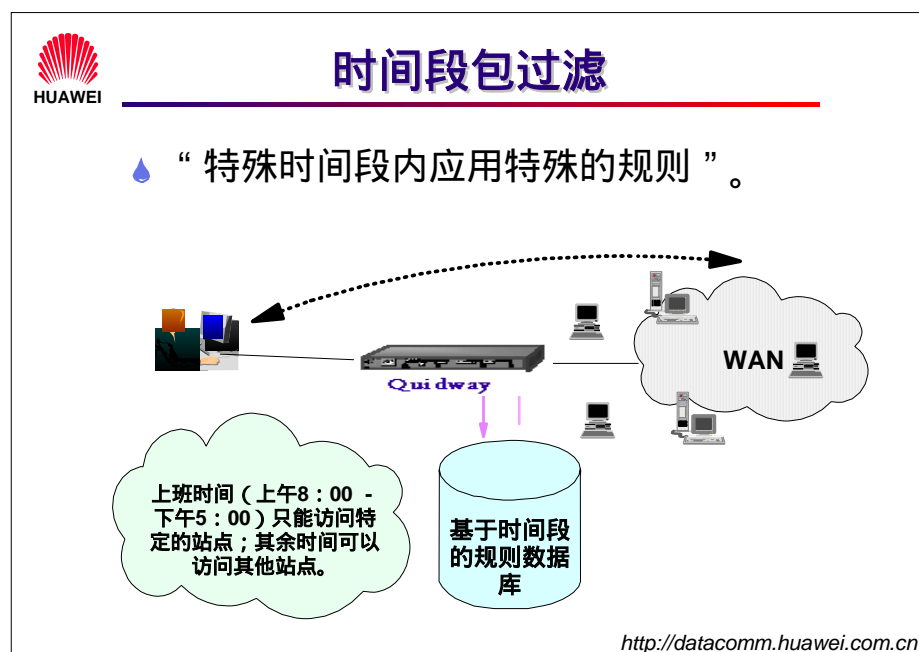 HUAWEI
时间段包过滤
“特殊时间段内应用特殊的规则”。
WAN
Quidway
上班时间（上午8：00 -
下午5：00）只能访问特
定的站点；其余时间可以
访问其他站点。
基于时间段
的规则数据
库
http://datacomm.huawei.com.cn